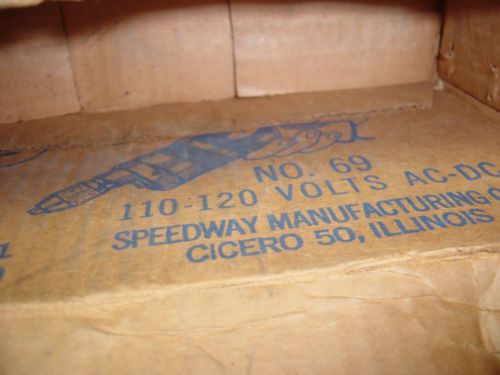 NO. 69
110-120 VOLTS AC-DC
SPEEDWAY MANUFACTURING
CICERO 50, ILLINOIS